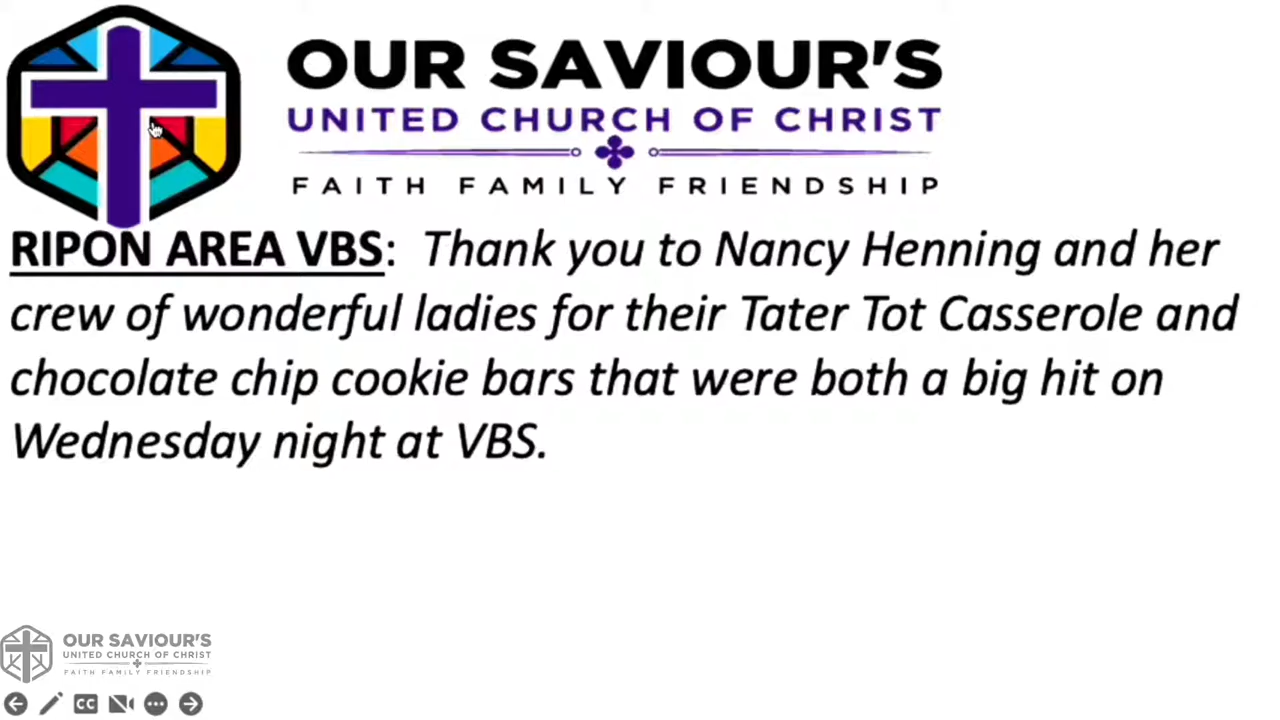 OUR SAVIOUR'S
UNITED CHURCH OF CHRIST
FAITH FAMILY FRIENDSHIP
RIPON AREA VBS: Thank you to Nancy Henning and her
crew of wonderful ladies for their Tater Tot Casserole and
chocolate chip cookie bars that were both a big hit on
Wednesday night at VBS.
OUR SAVIOUR'S
UNITED CHURCH OF CHRIST
FAITH FAMILY FRIENDSHIP
CC